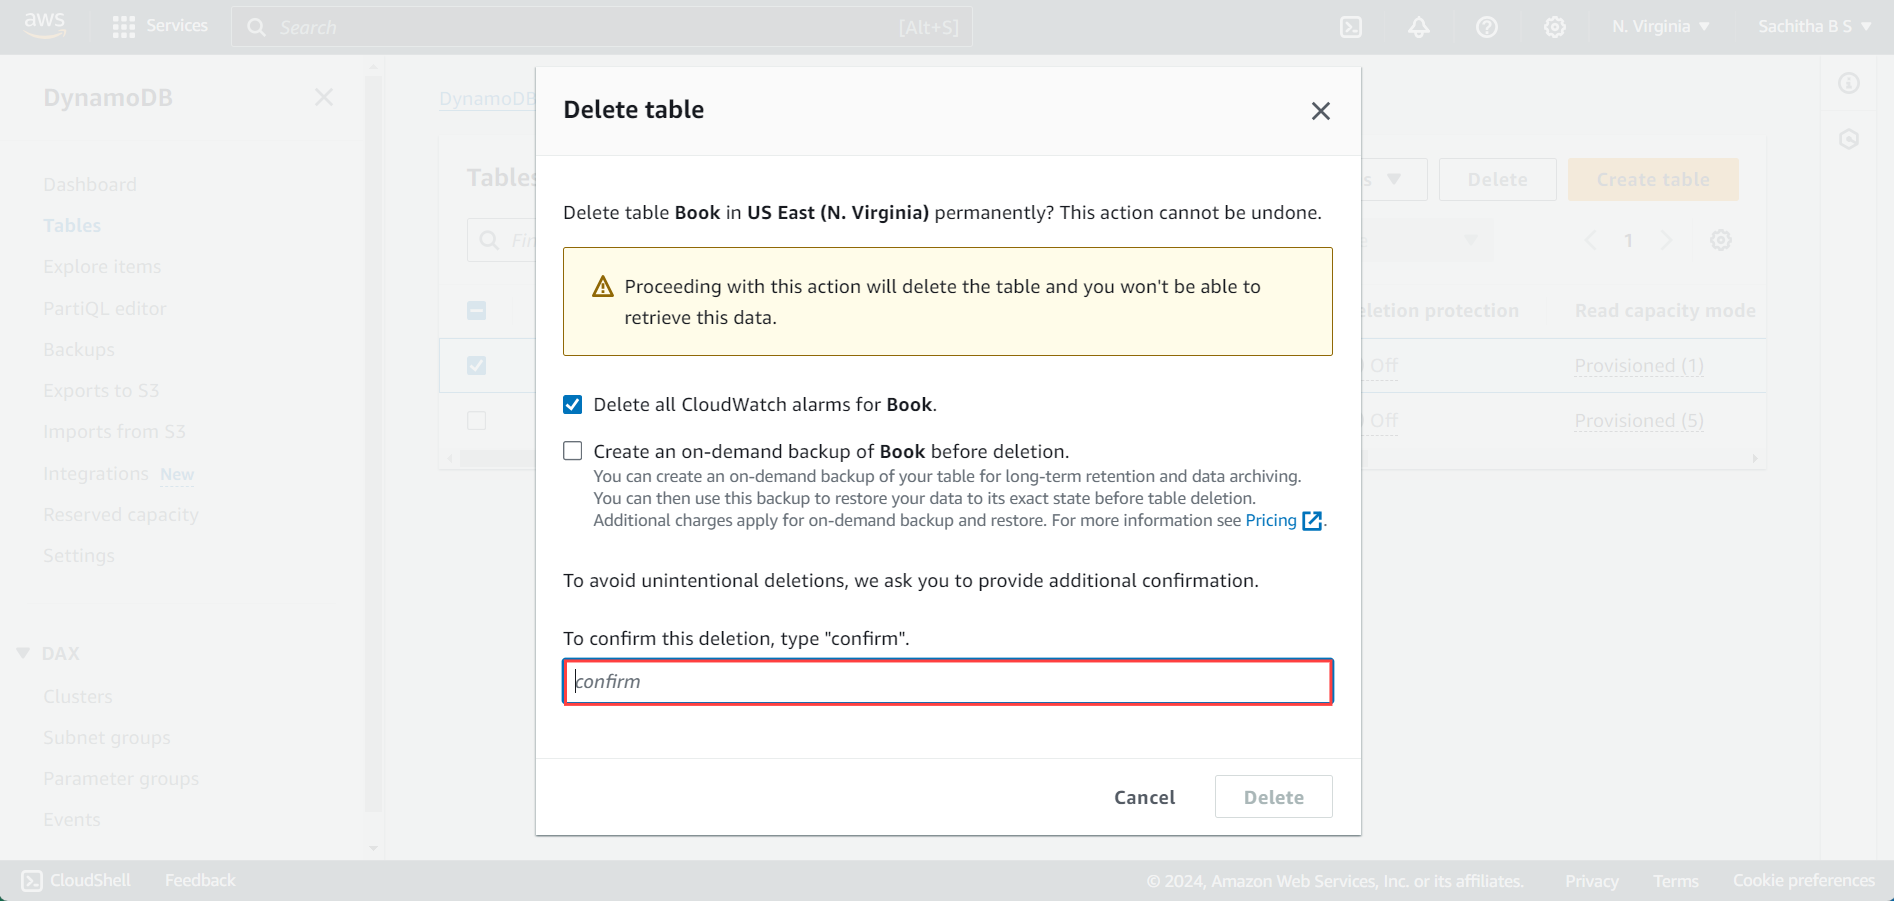 aws
Services
Search
[Alt+S]
N. Virginia
Sachitha B S
DynamoDB
Dashboard
Tables
Explore items
PartiQL editor
Backups
Exports to S3
Imports from S3
Integrations New
Reserved capacity
Settings
DAX
Clusters
Subnet groups
Parameter groups
Events
DynamoDB
Tables
Delete
Create table
1
Read capacity mode
Off
Provisioned (1)
Off
Provisioned (5)
protection
Delete table
Delete table Book in US East (N. Virginia) permanently? This action cannot be undone.
Proceeding with this action will delete the table and you won't be able to
retrieve this data.
Delete all CloudWatch alarms for Book.
Create an on-demand backup of Book before deletion.
You can create an on-demand backup of your table for long-term retention and data archiving.
You can then use this backup to restore your data to its exact state before table deletion.
Additional charges apply for on-demand backup and restore. For more information see Pricing.
To avoid unintentional deletions, we ask you to provide additional confirmation.
To confirm this deletion, type "confirm".
confirm
Cancel
Delete
CloudShell
Feedback
© 2024, Amazon Web Services, Inc. or its affiliates.
Privacy
Terms
Cookie preferences